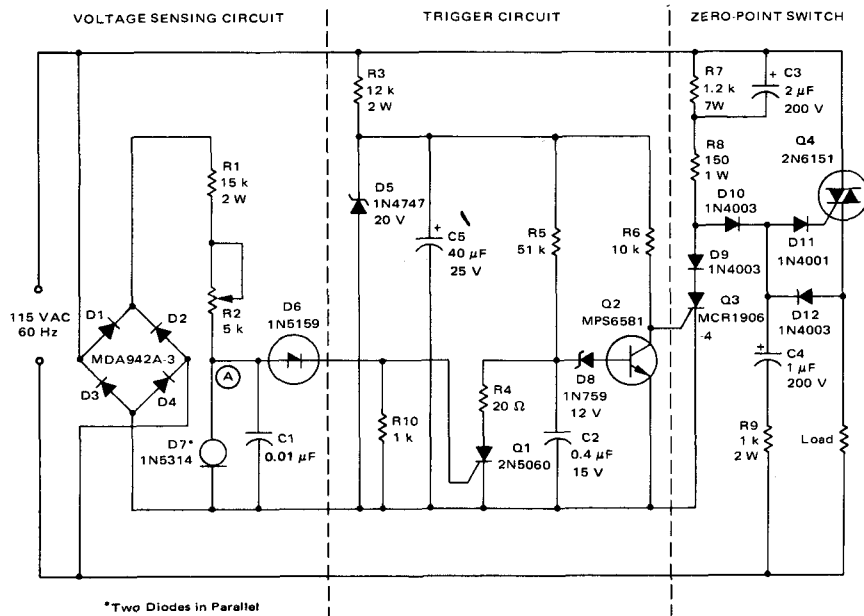 VOLTAGE SENSING CIRCUIT
TRIGGER CIRCUIT
ZERO-POINT SWITCH
R3
12 k
2 W
R7
1.2 k
7W
+
C3
2 μF
200 V
R1
15 k
2 W
R8
150
1 W
Q4
2N6151
D5
1N4747
20 V
+
C5
40 μF
25 V
R5
51 k
R6
10 k
D10
1N4003
D11
1N4001
D9
1N4003
115 VAC
60 Hz
D1
D2
MDA942A-3
D3
D4
R2
5 k
D6
1N5159
Q2
MPS6581
Q3
MCR1906
-4
D12
1N4003
A
D7*
1N5314
C1
0.01 μF
R10
1 k
R4
20 Ω
Q1
2N5060
D8
1N759
12 V
C2
0.4 μF
15 V
+
C4
1 μF
200 V
R9
1 k
2 W
Load
*Two Diodes in Parallel